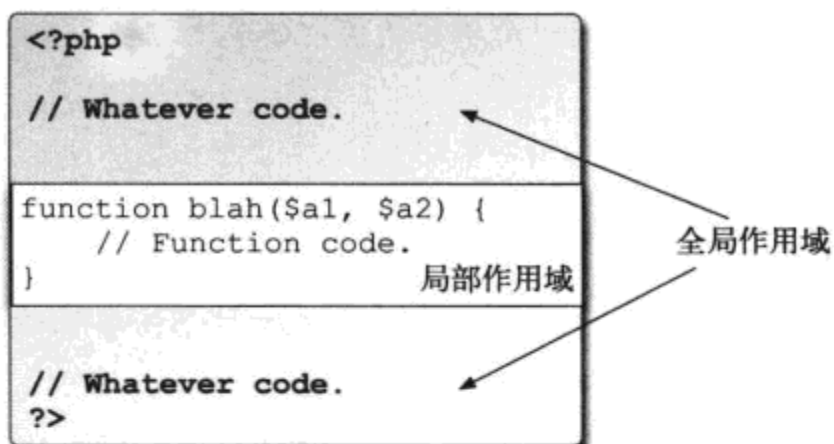 <?php
// Whatever code.
function blah($a1, $a2) {
// Function code.
}
局部作用域
全局作用域
// Whatever code.
?>